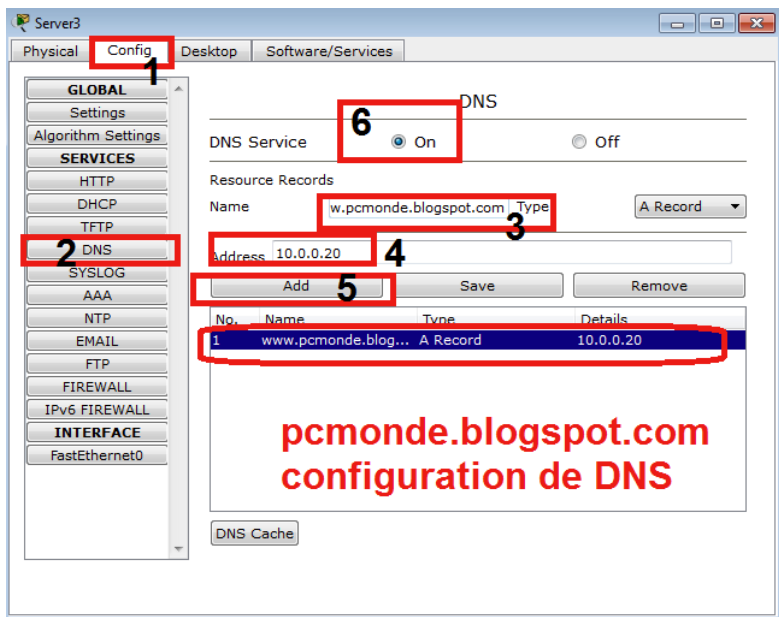 Server3
Physical Config Desktop Software/Services
1
GLOBAL
Settings
Algorithm Settings
SERVICES
HTTP
DHCP
TFTP
DNS
2
SYSLOG
AAA
NTP
EMAIL
FTP
FIREWALL
IPv6 FIREWALL
INTERFACE
FastEthernet0
DNS
6
DNS Service On Off
Resource Records
Name w.pcmonde.blogspot.com Type A Record
3
Address 10.0.0.20 4
Add 5 Save Remove
No. Name Type Details
1 www.pcmonde.blog... A Record 10.0.0.20
pcmonde.blogspot.com
configuration de DNS
DNS Cache